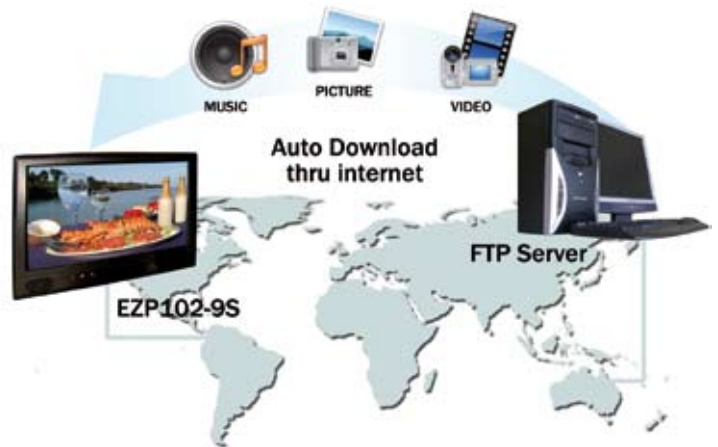 MUSIC
PICTURE
VIDEO
Auto Download
thru internet
FTP Server
EZP102-9S